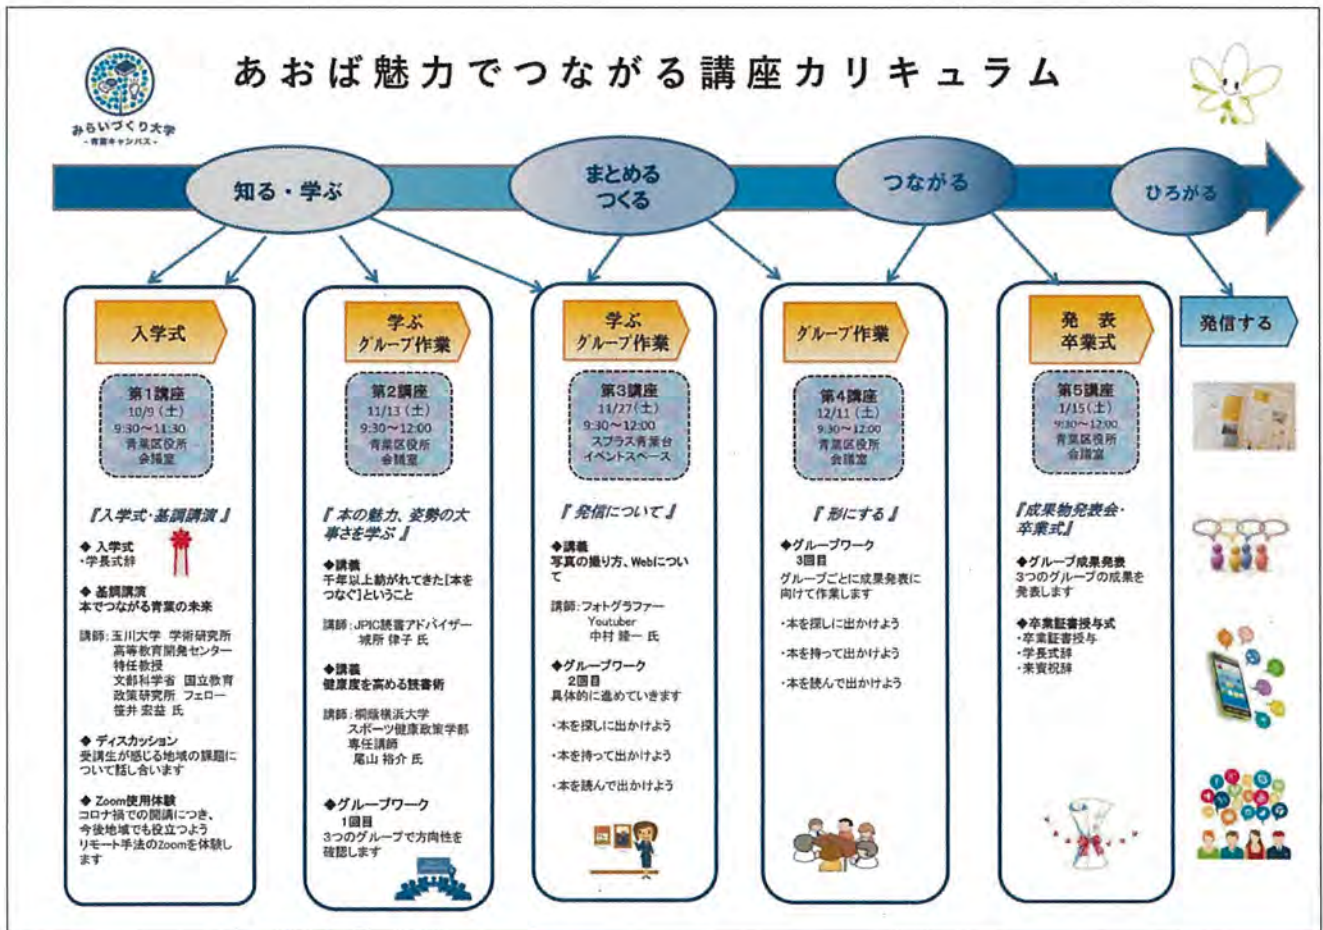 あおば魅力でつながる講座カリキュラム
みらいづくり大学
-青葉キャンパス-
知る・学ぶ
まとめる
つくる
つながる
ひろがる
入学式
第1講座
10/9（土）
9:30～11:30
青葉区役所
会議室
『入学式・基調講演』
◆ 入学式
・学長式辞
◆ 基調講演
本でつながる青葉の未来
講師：玉川大学 学術研究所
高等教育開発センター
特任教授
文部科学省 国立教育
政策研究所 フェロー
笹井 宏益 氏
◆ ディスカッション
受講生が感じる地域の課題に
ついて話し合います
◆ Zoom使用体験
コロナ禍での開講につき、
今後地域でも役立つよう
リモート手法のZoomを体験し
ます
学ぶ
グループ作業
第2講座
11/13（土）
9:30～12:00
青葉区役所
会議室
『 本の魅力、姿勢の大
事さを学ぶ 』
◆講義
千年以上紡がれてきた［本を
つなぐ］ということ
講師：JPIC読書アドバイザー
城所 律子 氏
◆講義
健康度を高める読書術
講師：桐蔭横浜大学
スポーツ健康政策学部
専任講師
尾山 裕介 氏
◆グループワーク
1回目
3つのグループで方向性を
確認します
学ぶ
グループ作業
第3講座
11/27（土）
9:30～12:00
スプラス青葉台
イベントスペース
『 発信について 』
◆講義
写真の撮り方、Webについ
て
講師：フォトグラファー
Youtuber
中村 緯一 氏
◆グループワーク
2回目
具体的に進めていきます
・本を探しに出かけよう
・本を持って出かけよう
・本を読んで出かけよう
グループ作業
第4講座
12/11（土）
9:30～12:00
青葉区役所
会議室
『 形にする 』
◆グループワーク
3回目
グループごとに成果発表に
向けて作業します
・本を探しに出かけよう
・本を持って出かけよう
・本を読んで出かけよう
発 表
卒業式
第5講座
1/15（土）
9:30～12:00
青葉区役所
会議室
『成果物発表会・
卒業式』
◆グループ成果発表
3つのグループの成果を
発表します
◆卒業証書授与式
・卒業証書授与
・学長式辞
・来賓祝辞
発信する